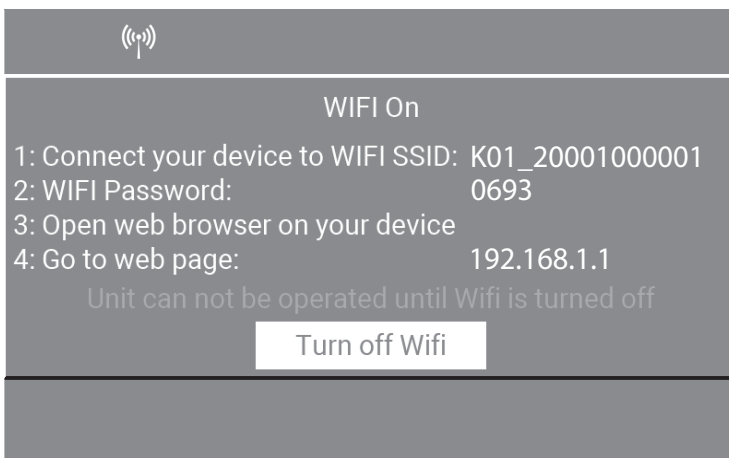 WIFI On
1: Connect your device to WIFI SSID: K01_20001000001
2: WIFI Password: 0693
3: Open web browser on your device
4: Go to web page: 192.168.1.1
Unit can not be operated until Wifi is turned off
Turn off Wifi